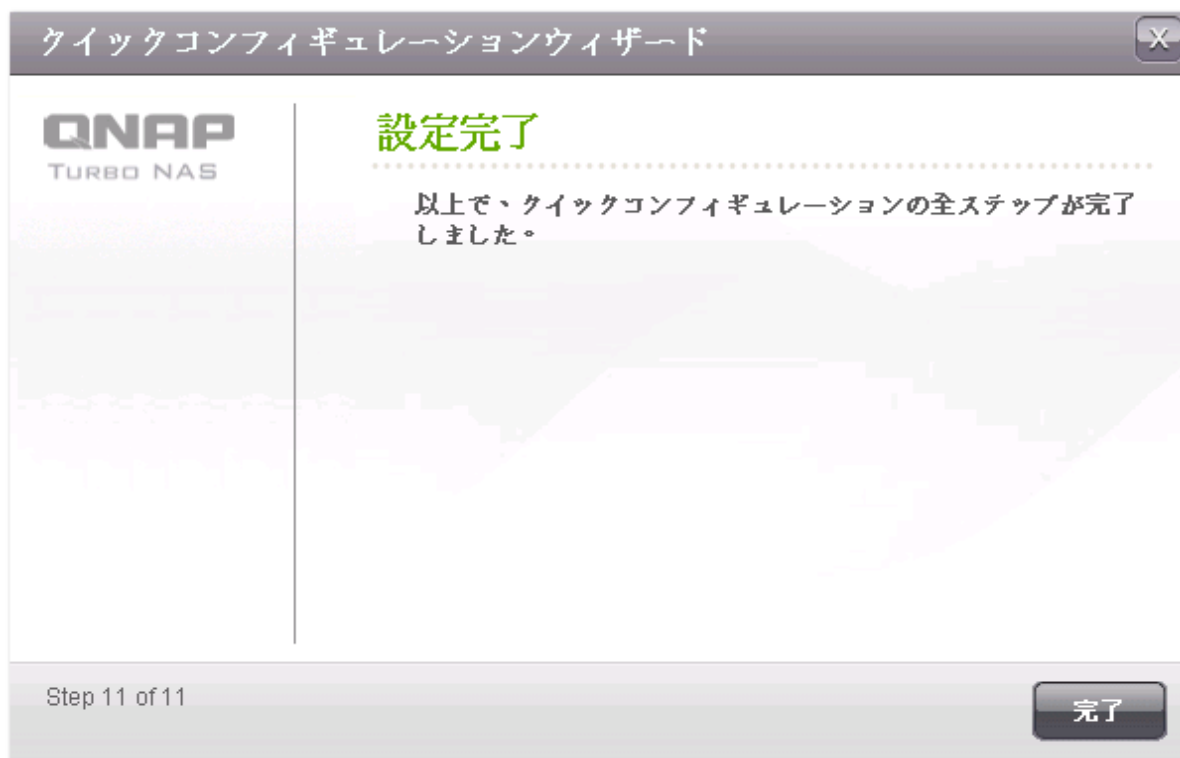 クイックコンフィギュレーションウィザード
X
QNAP
TURBO NAS
設定完了
以上で、クイックコンフィギュレーションの全ステップが完了
しました。
Step 11 of 11
完了